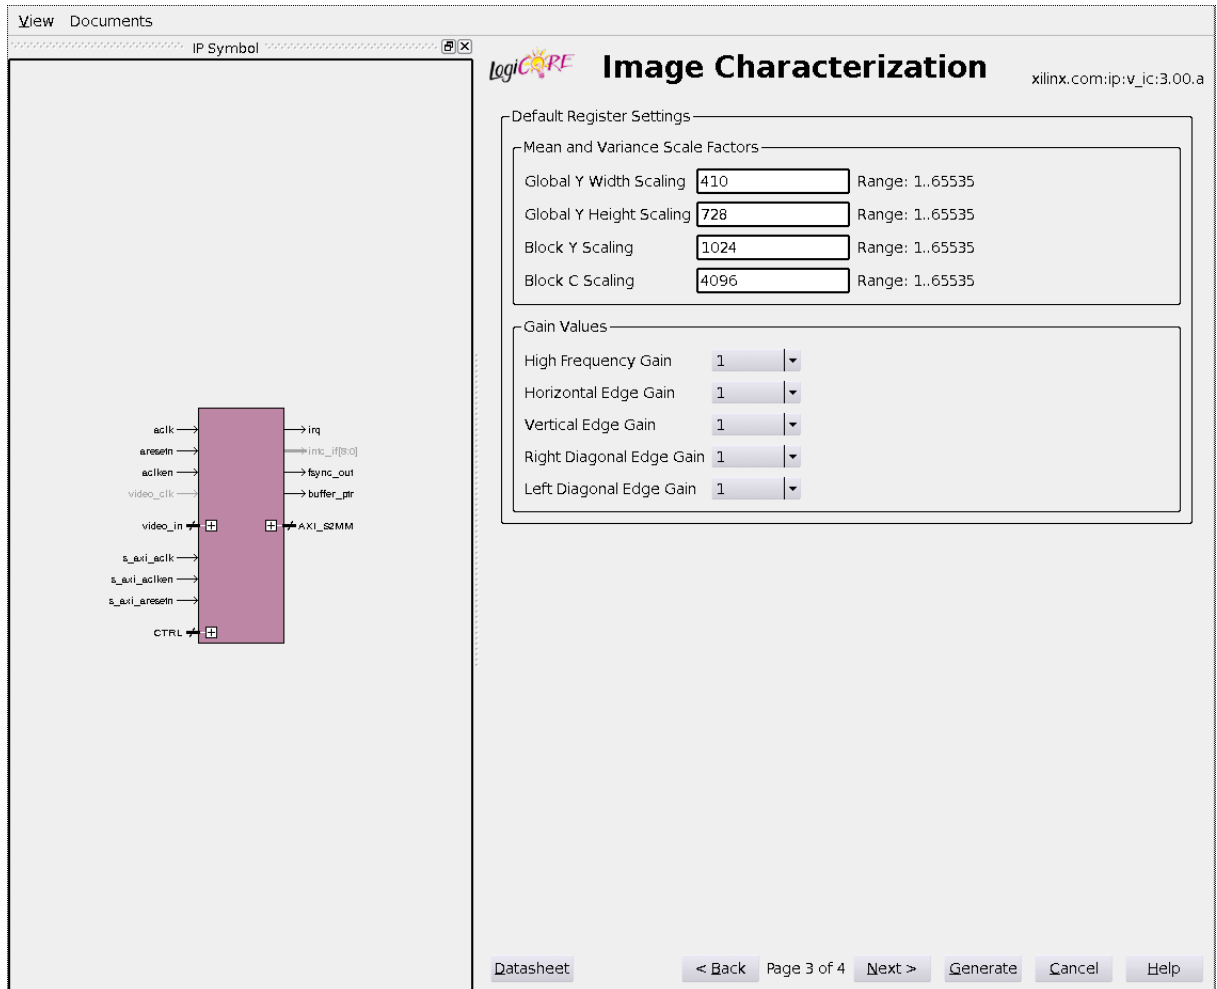 View Documents
IP Symbol
LogiCORE
Image Characterization
xilinx.com:ip:v_ic:3.00.a
Default Register Settings
Mean and Variance Scale Factors
Global Y Width Scaling 410 Range: 1..65535
Global Y Height Scaling 728 Range: 1..65535
Block Y Scaling 1024 Range: 1..65535
Block C Scaling 4096 Range: 1..65535
Gain Values
High Frequency Gain 1
Horizontal Edge Gain 1
Vertical Edge Gain 1
Right Diagonal Edge Gain 1
Left Diagonal Edge Gain 1
aclk irq
aresetn intc_if[8:0]
aclken fsync_out
video_clk buffer_ptr
video_in AXI_S2MM
s_axi_aclk
s_axi_aclken
s_axi_aresetn
CTRL
Datasheet < Back Page 3 of 4 Next > Generate Cancel Help